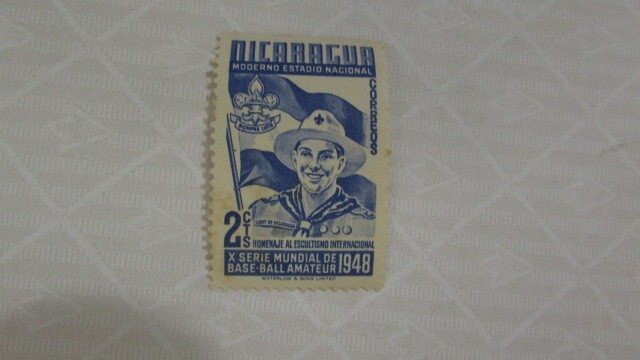 NICARAGUA
MODERNO ESTADIO NACIONAL
CORREOS
SIEMPRE LISTO
2 CTS
HOMENAJE AL ESCULTISMO INTERNACIONAL
X SERIE MUNDIAL DE
BASE-BALL AMATEUR 1948
WATERLOW & SONS LIMITED